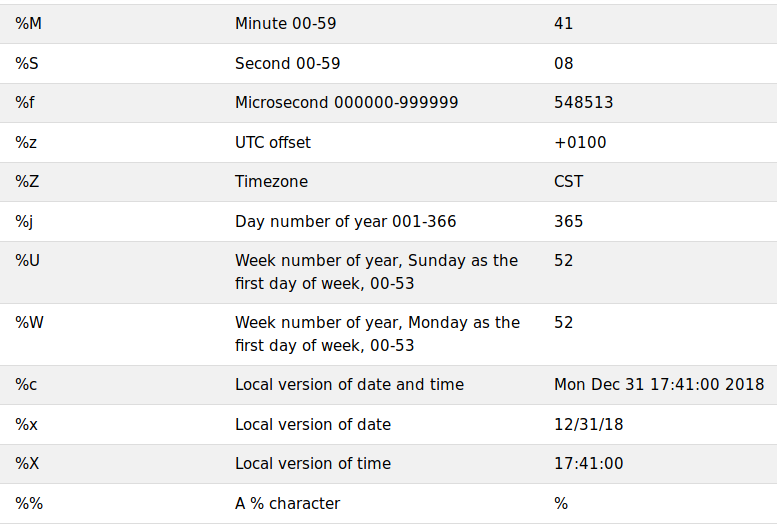 %M Minute 00-59 41
%S Second 00-59 08
%f Microsecond 000000-999999 548513
%z UTC offset +0100
%Z Timezone CST
%j Day number of year 001-366 365
%U Week number of year, Sunday as the 52
first day of week, 00-53
%W Week number of year, Monday as the 52
first day of week, 00-53
%c Local version of date and time Mon Dec 31 17:41:00 2018
%x Local version of date 12/31/18
%X Local version of time 17:41:00
%% A % character %